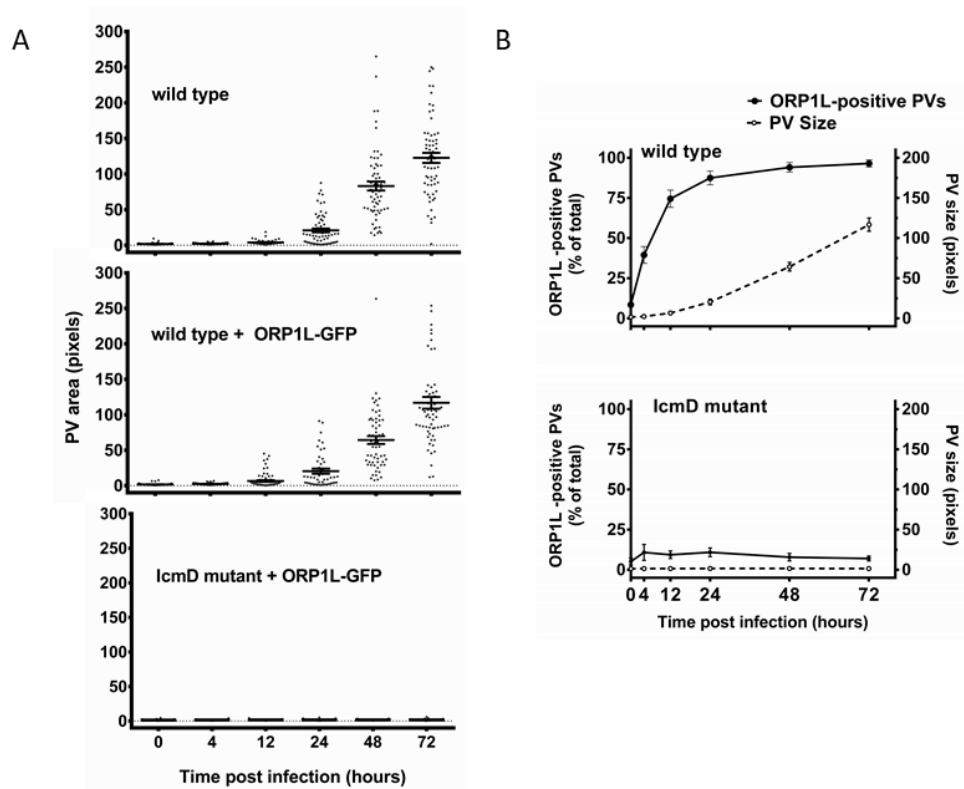 A
300
250
200
150
100
50
0
wild type
300
250
200
150
100
50
0
wild type + ORP1L-GFP
PV area (pixels)
300
250
200
150
100
50
0
IcmD mutant + ORP1L-GFP
0 4 12 24 48 72
Time post infection (hours)
B
ORP1L-positive PVs
PV Size
wild type
100
75
50
25
0
ORP1L -positive PVs
(% of total)
200
150
100
50
0
PV size (pixels)
IcmD mutant
100
75
50
25
0
ORP1L -positive PVs
(% of total)
200
150
100
50
0
PV size (pixels)
0 4 12 24 48 72
Time post infection (hours)